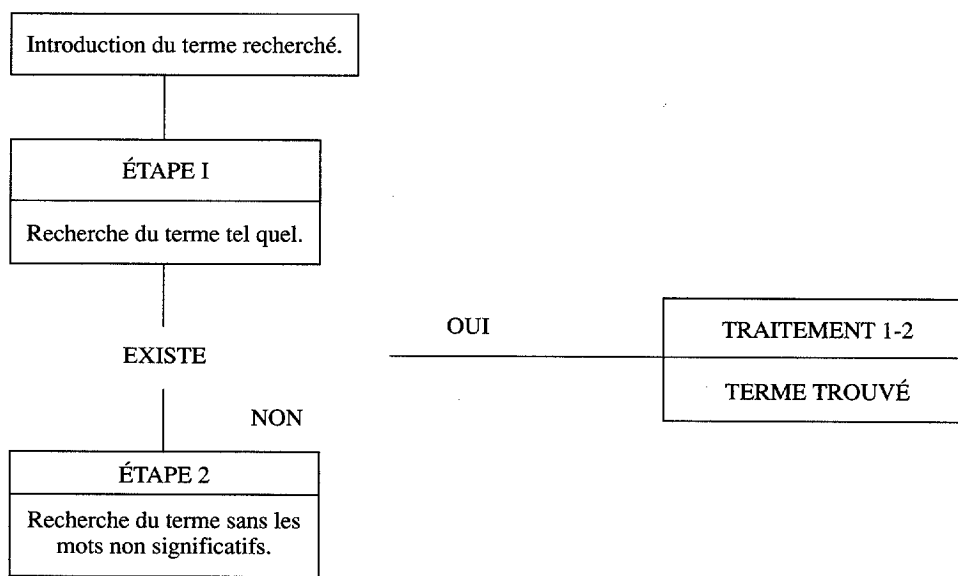 Introduction du terme recherché.
ÉTAPE I
Recherche du terme tel quel.
EXISTE
OUI
TRAITEMENT 1-2
TERME TROUVÉ
NON
ÉTAPE 2
Recherche du terme sans les
mots non significatifs.